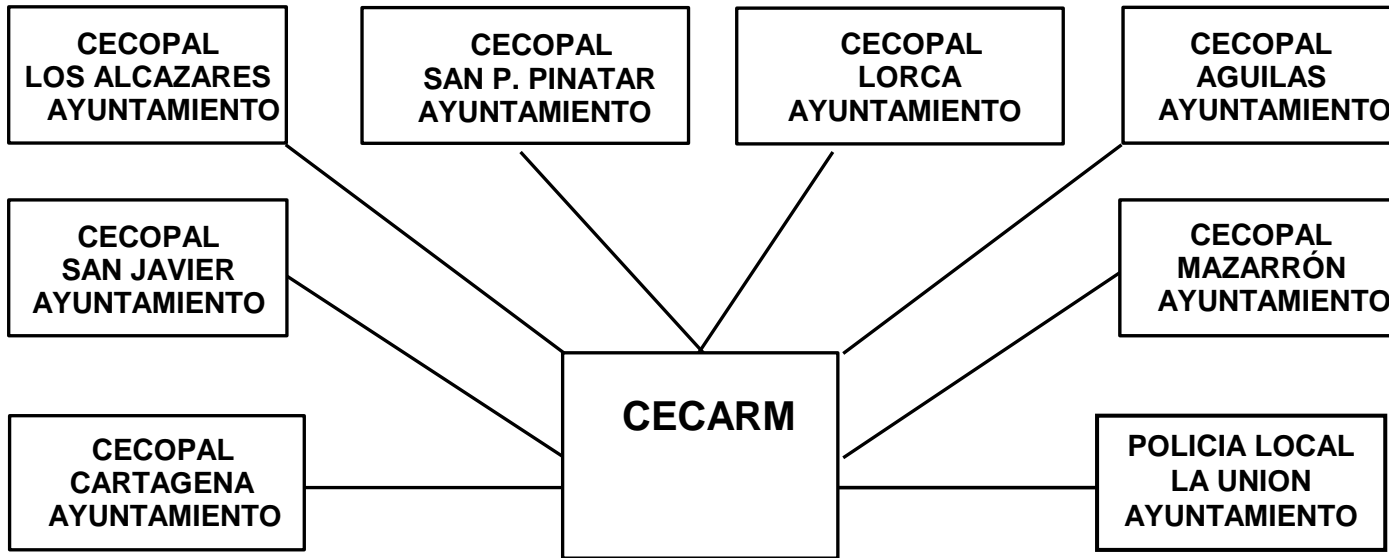 CECOPAL
LOS ALCAZARES
AYUNTAMIENTO
CECOPAL
SAN P. PINATAR
AYUNTAMIENTO
CECOPAL
LORCA
AYUNTAMIENTO
CECOPAL
AGUILAS
AYUNTAMIENTO
CECOPAL
SAN JAVIER
AYUNTAMIENTO
CECOPAL
MAZARRÓN
AYUNTAMIENTO
CECARM
CECOPAL
CARTAGENA
AYUNTAMIENTO
POLICIA LOCAL
LA UNION
AYUNTAMIENTO